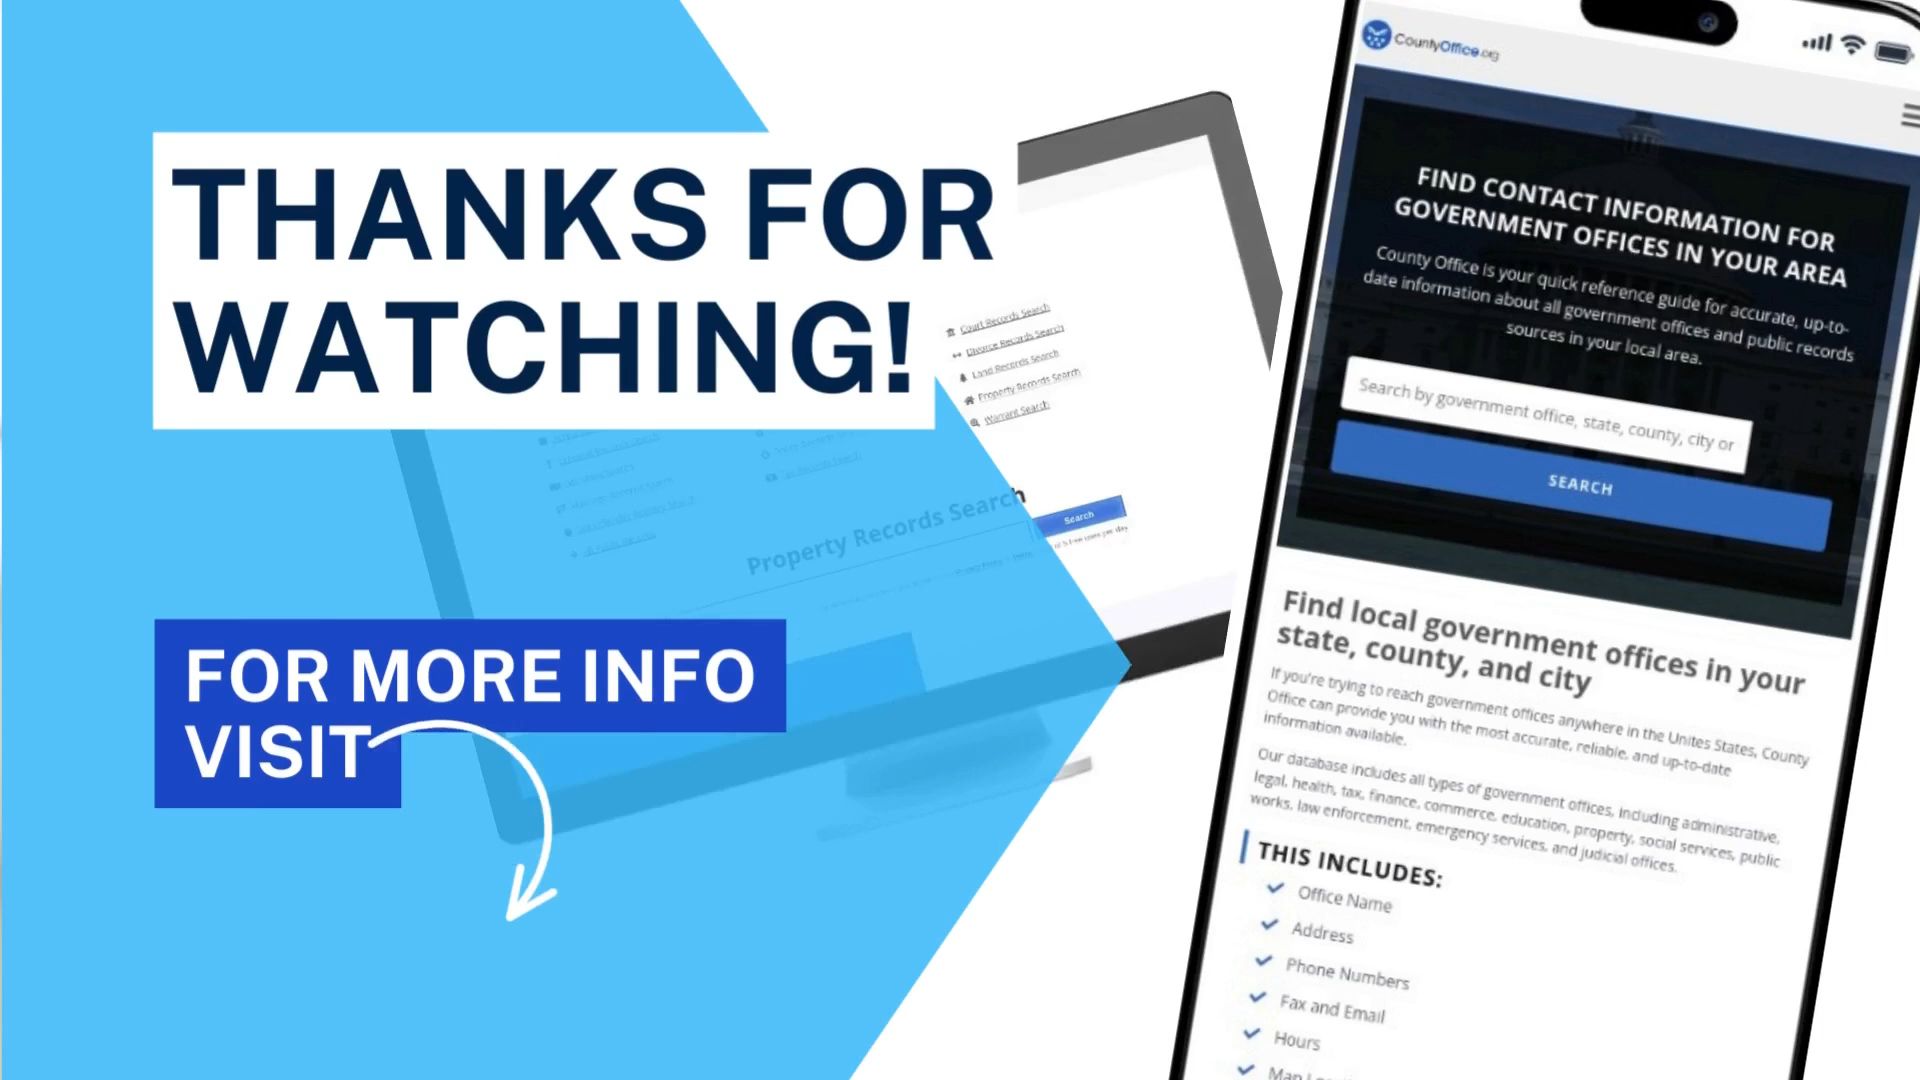 THANKS FOR
WATCHING!
FOR MORE INFO
VISIT
Court Records Search
Divorce Records Search
Land Records Search
Property Records Search
Warrant Search
Property Records Search
Search
CountyOffice.org
FIND CONTACT INFORMATION FOR
GOVERNMENT OFFICES IN YOUR AREA
County Office is your quick reference guide for accurate, up-to-
date information about all government offices and public records
sources in your local area.
Search by government office, state, county, city or
SEARCH
Find local government offices in your
state, county, and city
If you're trying to reach government offices anywhere in the Unites States, County
Office can provide you with the most accurate, reliable, and up-to-date
information available.
Our database includes all types of government offices, including administrative,
legal, health, tax, finance, commerce, education, property, social services, public
works, law enforcement, emergency services, and judicial offices.
THIS INCLUDES:
Office Name
Address
Phone Numbers
Fax and Email
Hours